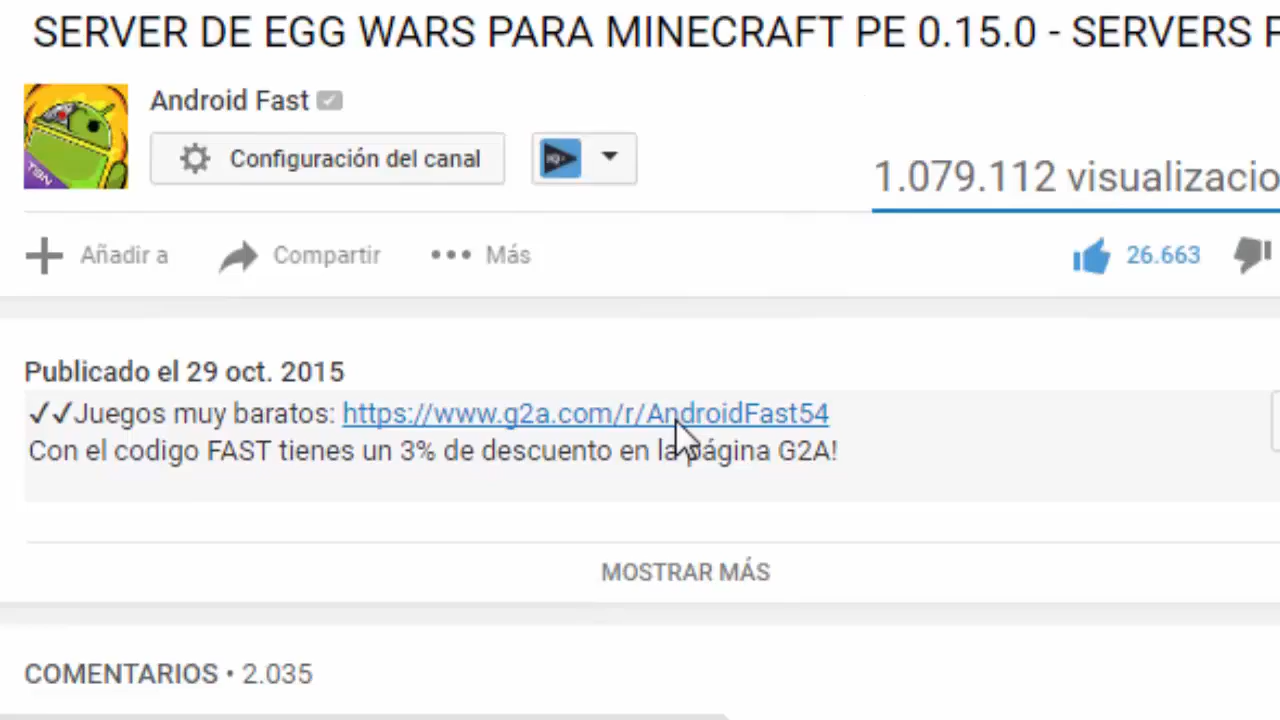 SERVER DE EGG WARS PARA MINECRAFT PE 0.15.0 - SERVERS P
Android Fast
TGN
Configuración del canal
1.079.112 visualizacio
Añadir a
Compartir
••• Más
26.663
Publicado el 29 oct. 2015
✓✓Juegos muy baratos: https://www.g2a.com/r/AndroidFast54
Con el codigo FAST tienes un 3% de descuento en la página G2A!
MOSTRAR MÁS
COMENTARIOS • 2.035